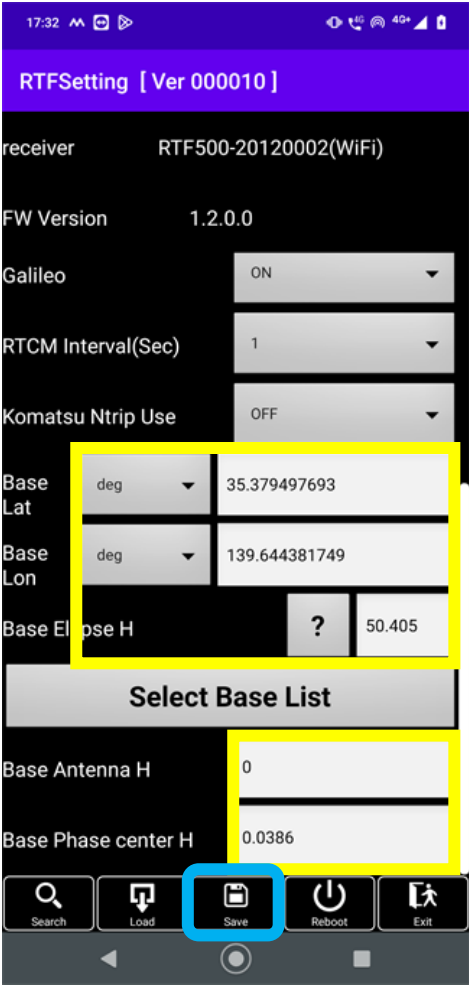 17:32 4G 4G+
RTFSetting [ Ver 000010 ]
receiver RTF500-20120002(WiFi)
FW Version 1.2.0.0
Galileo ON
RTCM Interval(Sec) 1
Komatsu Ntrip Use OFF
Base Lat deg 35.379497693
Base Lon deg 139.644381749
Base Elipse H ? 50.405
Select Base List
Base Antenna H 0
Base Phase center H 0.0386
Search Load Save Reboot Exit